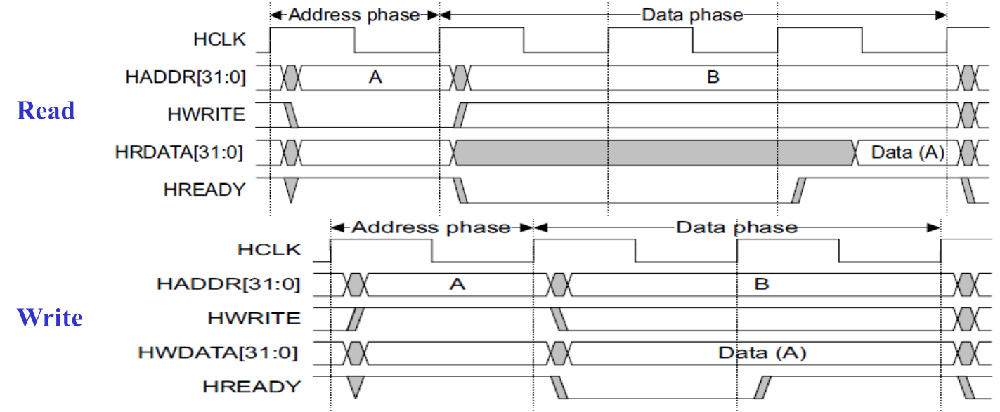 Address phase Data phase
HCLK
HADDR[31:0] A B
Read
HWRITE
HRDATA[31:0] Data (A)
HREADY
Address phase Data phase
HCLK
HADDR[31:0] A B
Write
HWRITE
HWDATA[31:0] Data (A)
HREADY